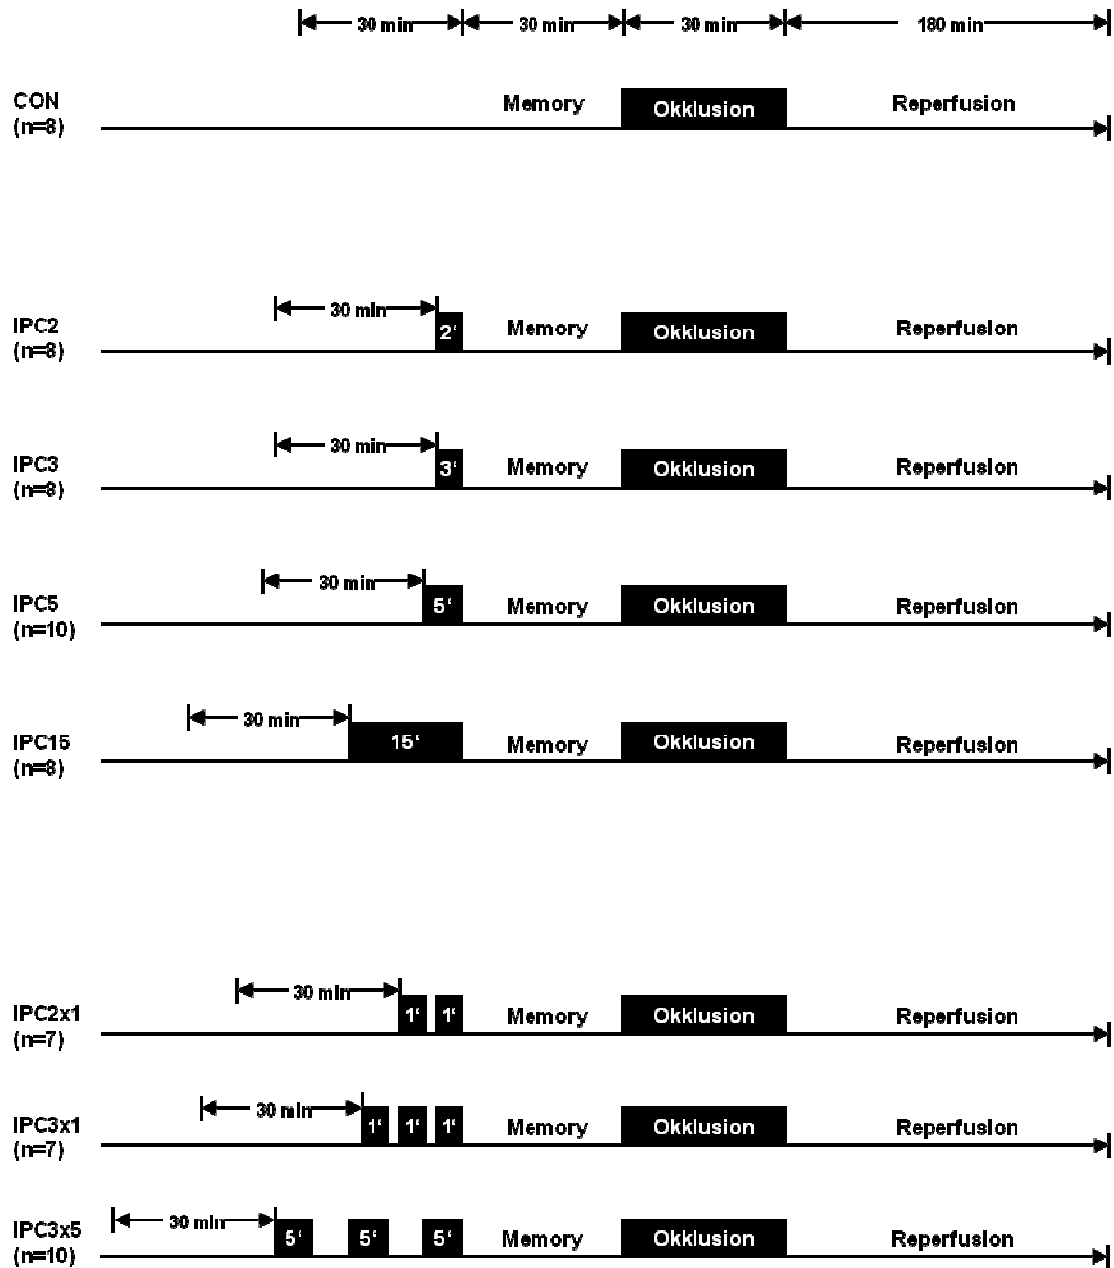 30 min 30 min 30 min 180 min
CON Memory Okklusion Reperfusion
(n=8)
30 min
IPC2 2‘ Memory Okklusion Reperfusion
(n=8)
30 min
IPC3 3‘ Memory Okklusion Reperfusion
(n=8)
30 min
IPC5 5‘ Memory Okklusion Reperfusion
(n=10)
30 min
IPC15 15‘ Memory Okklusion Reperfusion
(n=8)
30 min
IPC2x1 1‘ 1‘ Memory Okklusion Reperfusion
(n=7)
30 min
IPC3x1 1‘ 1‘ 1‘ Memory Okklusion Reperfusion
(n=7)
30 min
IPC3x5 5‘ 5‘ 5‘ Memory Okklusion Reperfusion
(n=10)